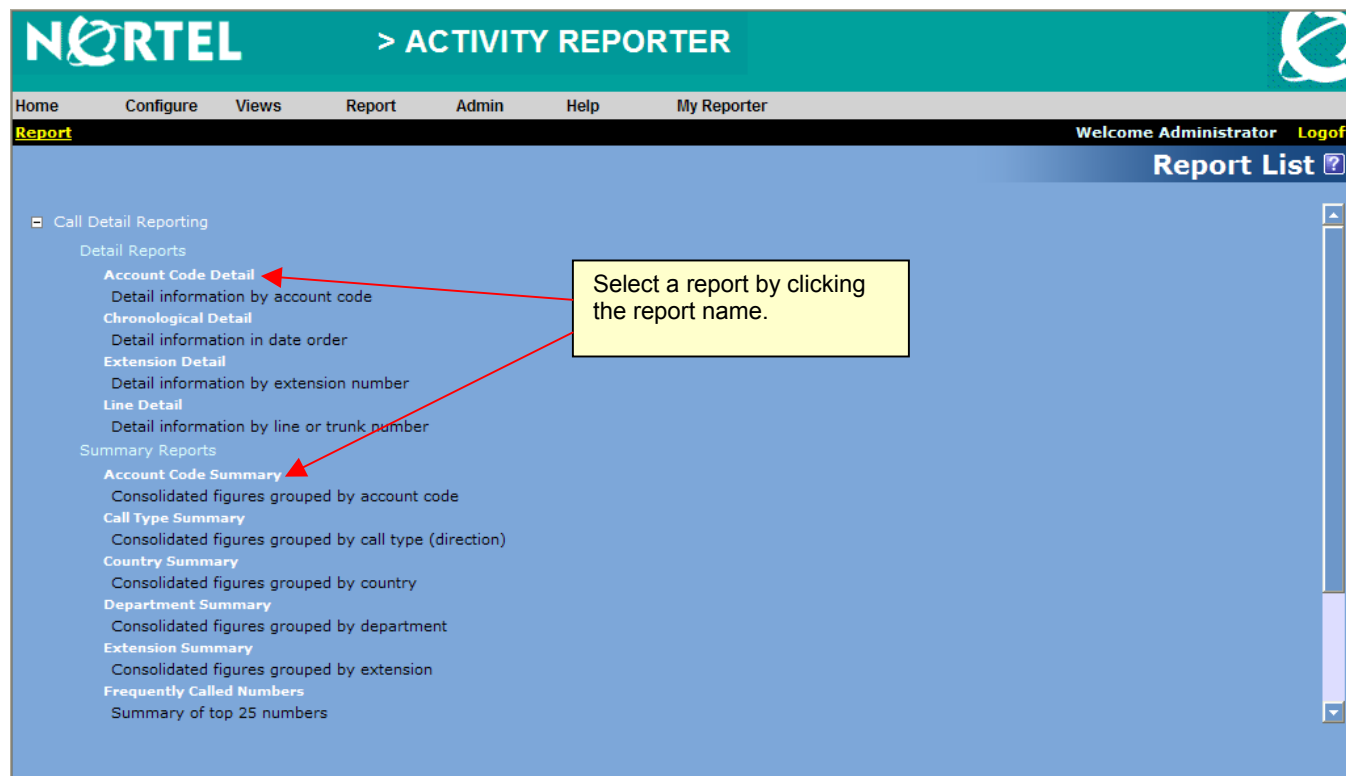 NORTEL > ACTIVITY REPORTER
Home Configure Views Report Admin Help My Reporter
Report Welcome Administrator Logof
Report List ?
Call Detail Reporting
Detail Reports
Account Code Detail
Detail information by account code
Chronological Detail
Detail information in date order
Extension Detail
Detail information by extension number
Line Detail
Detail information by line or trunk number
Summary Reports
Account Code Summary
Consolidated figures grouped by account code
Call Type Summary
Consolidated figures grouped by call type (direction)
Country Summary
Consolidated figures grouped by country
Department Summary
Consolidated figures grouped by department
Extension Summary
Consolidated figures grouped by extension
Frequently Called Numbers
Summary of top 25 numbers
Select a report by clicking
the report name.